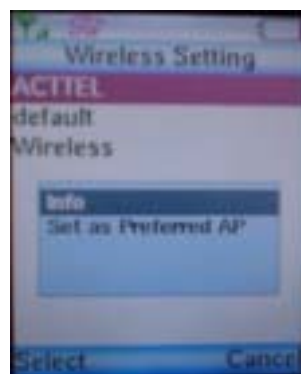 Wireless Setting
ACTTEL
default
Wireless
Info
Set as Preferred AP
Select Cancel